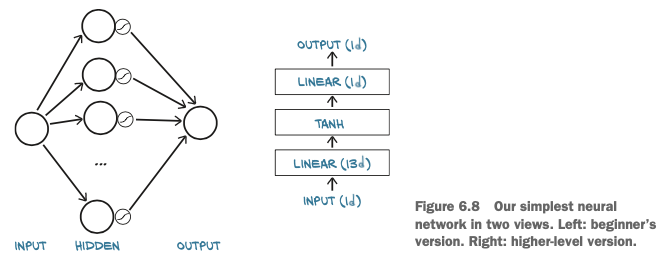 ...
INPUT
HIDDEN
OUTPUT
OUTPUT (1d)
LINEAR (1d)
TANH
LINEAR (13d)
INPUT (1d)
Figure 6.8 Our simplest neural
network in two views. Left: beginner's
version. Right: higher-level version.